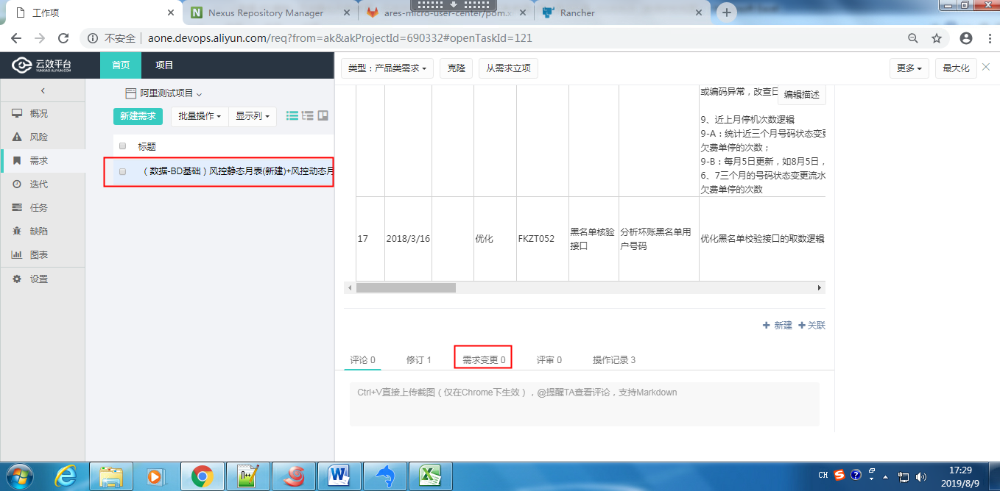 工作项
Nexus Repository Manager
ares-micro-user-center/pom.x
Rancher
不安全
aone.devops.aliyun.com/req?from=ak&akProjectId=690332#openTaskId=121
云效平台
YUNXIAO.ALIYUN.COM
首页
项目
类型：产品类需求
克隆
从需求立项
更多
最大化
概况
风险
需求
迭代
任务
缺陷
图表
设置
阿里测试项目
新建需求
批量操作
显示列
标题
（数据-BD基础）风控静态月表(新建)+风控动态月
或编码异常，改查日
编辑描述
9、近上月停机次数逻辑
9-A：统计近三个月号码状态变更
欠费单停的次数；
9-B：每月5日更新，如8月5日，
6、7三个月的号码状态变更流水
欠费单停的次数
17
2018/3/16
优化
FKZT052
黑名单核验
接口
分析坏账黑名单用
户号码
优化黑名单校验接口的取数逻辑
新建
关联
评论 0
修订 1
需求变更 0
评审 0
操作记录 3
Ctrl+V直接上传截图（仅在Chrome下生效），@提醒TA查看评论，支持Markdown
CH
17:29
2019/8/9